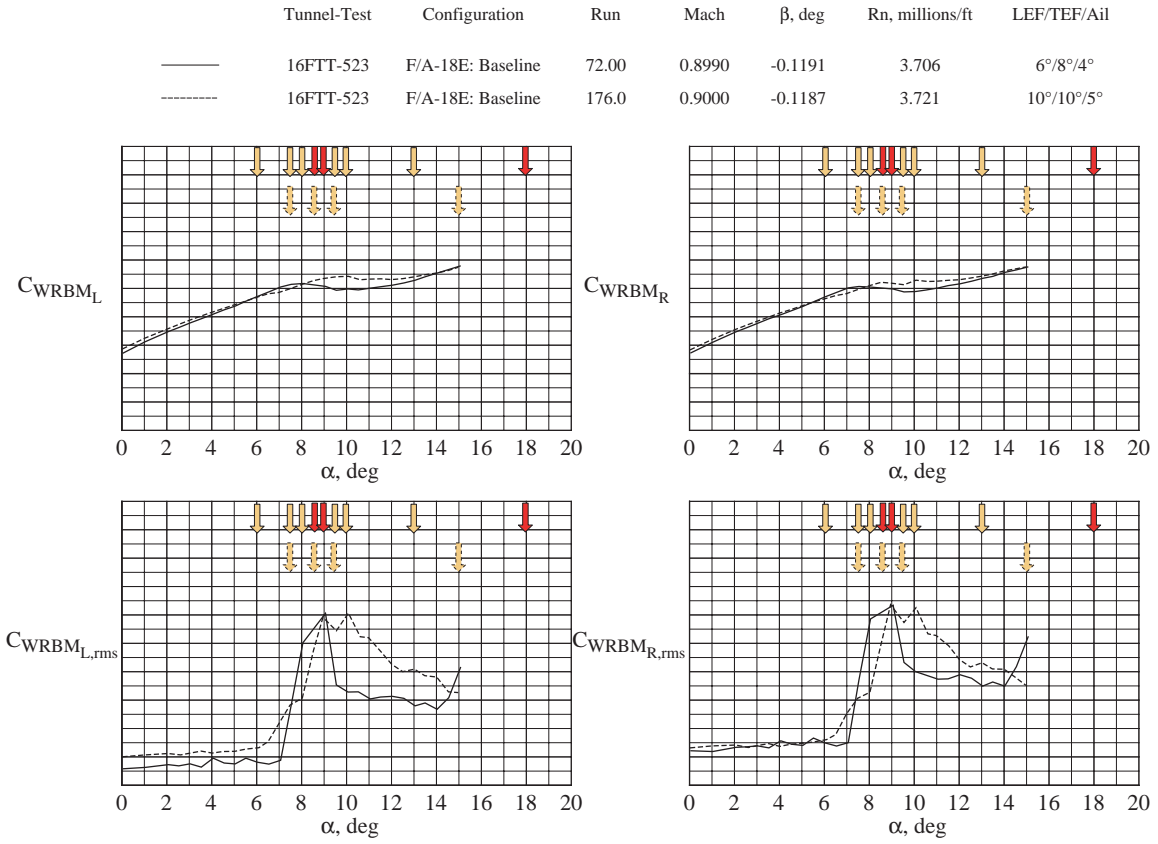 Tunnel-Test Configuration Run Mach β, deg Rn, millions/ft LEF/TEF/Ail
16FTT-523 F/A-18E: Baseline 72.00 0.8990 -0.1191 3.706 6°/8°/4°
16FTT-523 F/A-18E: Baseline 176.0 0.9000 -0.1187 3.721 10°/10°/5°
CWRBML
0 2 4 6 8 10 12 14 16 18 20
α, deg
CWRBMR
0 2 4 6 8 10 12 14 16 18 20
α, deg
CWRBML,rms
0 2 4 6 8 10 12 14 16 18 20
α, deg
CWRBMR,rms
0 2 4 6 8 10 12 14 16 18 20
α, deg